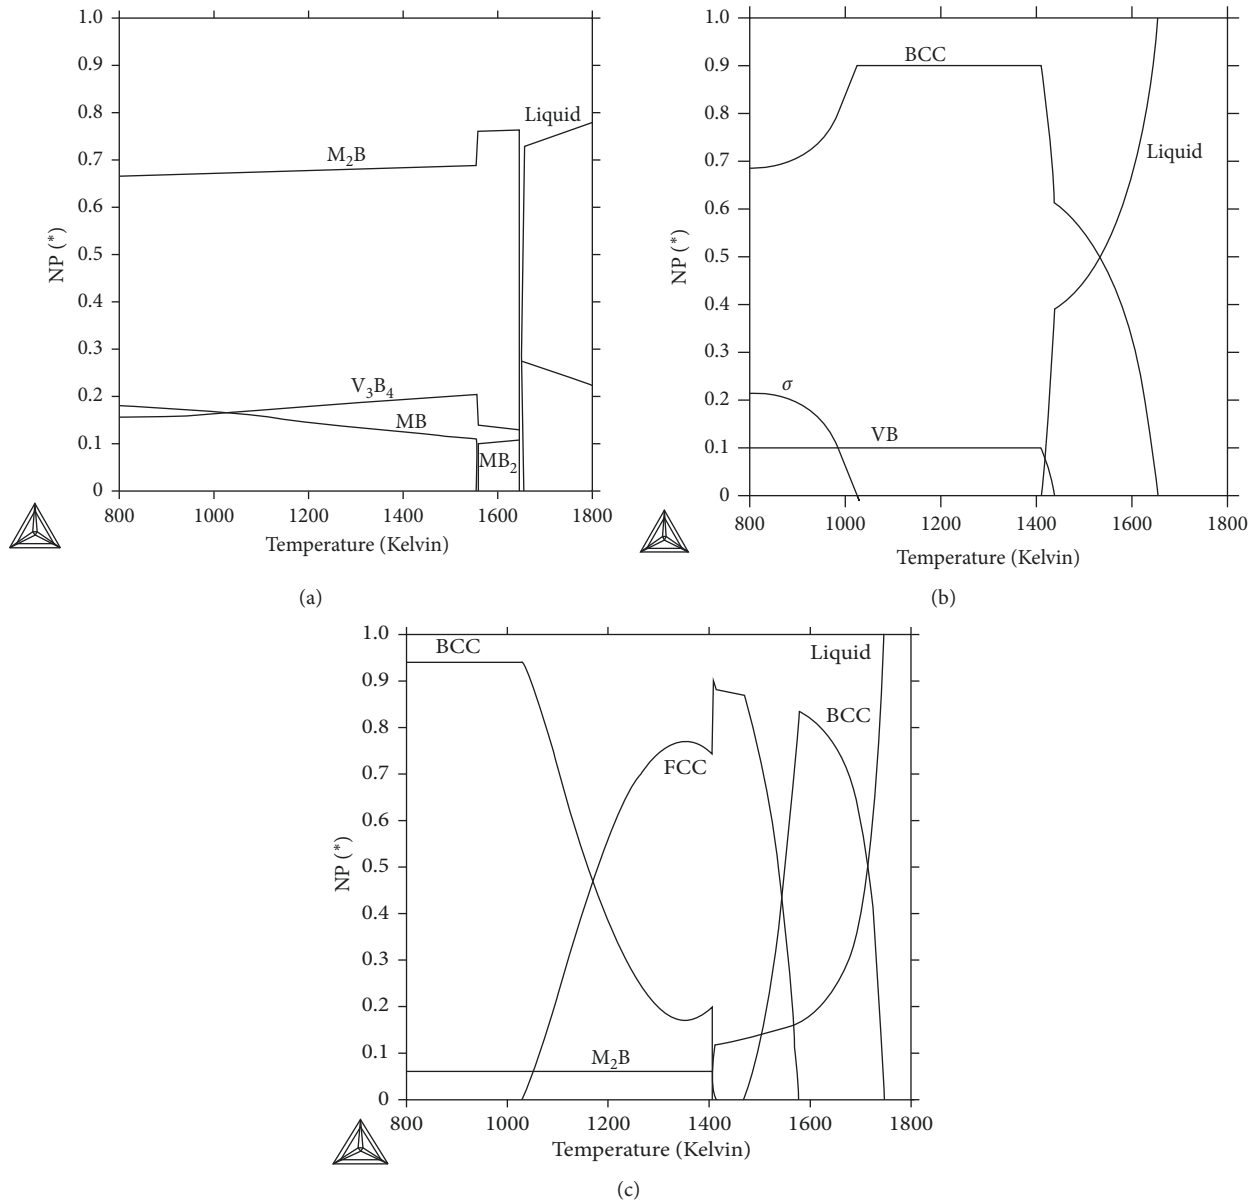 1.0
0.9
0.8
0.7
0.6
0.5
0.4
0.3
0.2
0.1
0
NP (*)
Liquid
M₂B
V₃B₄
MB
MB₂
800 1000 1200 1400 1600 1800
Temperature (Kelvin)
(a)
1.0
0.9
0.8
0.7
0.6
0.5
0.4
0.3
0.2
0.1
0
NP (*)
BCC
Liquid
σ
VB
800 1000 1200 1400 1600 1800
Temperature (Kelvin)
(b)
1.0
0.9
0.8
0.7
0.6
0.5
0.4
0.3
0.2
0.1
0
NP (*)
BCC
Liquid
BCC
FCC
M₂B
800 1000 1200 1400 1600 1800
Temperature (Kelvin)
(c)